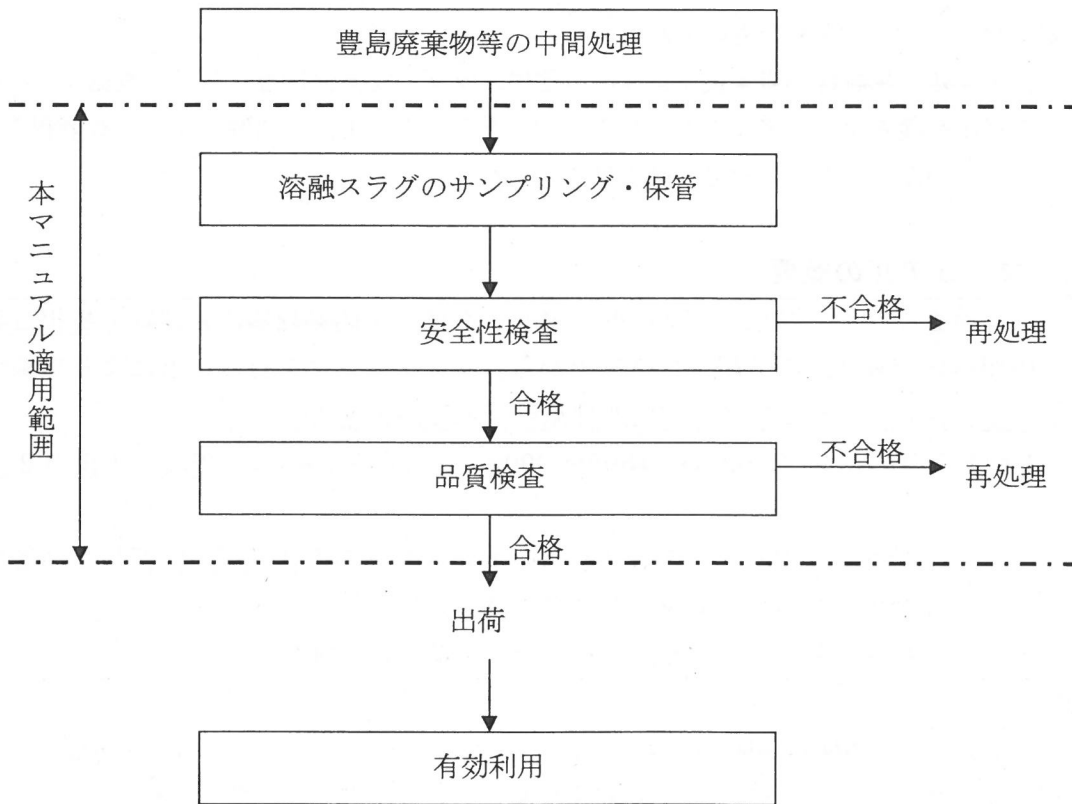 豊島廃棄物等の中間処理
本マニュアル適用範囲
溶融スラグのサンプリング・保管
安全性検査
不合格
再処理
合格
品質検査
不合格
再処理
合格
出荷
有効利用